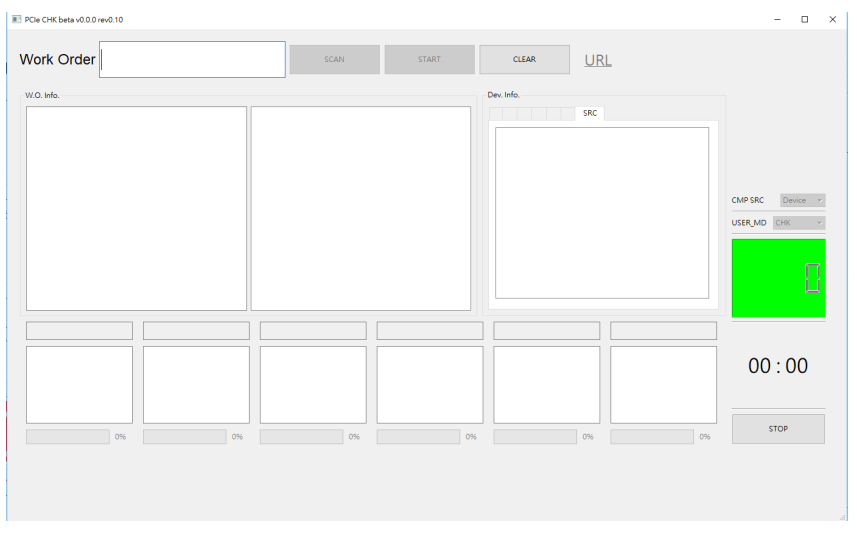 PCIe CHK beta v0.0.0 rev0.10
Work Order SCAN START CLEAR URL
W.O. Info. Dev. Info.
SRC
CMP SRC Device
USER_MD CHK
0
00 : 00
0% 0% 0% 0% 0% 0%
STOP